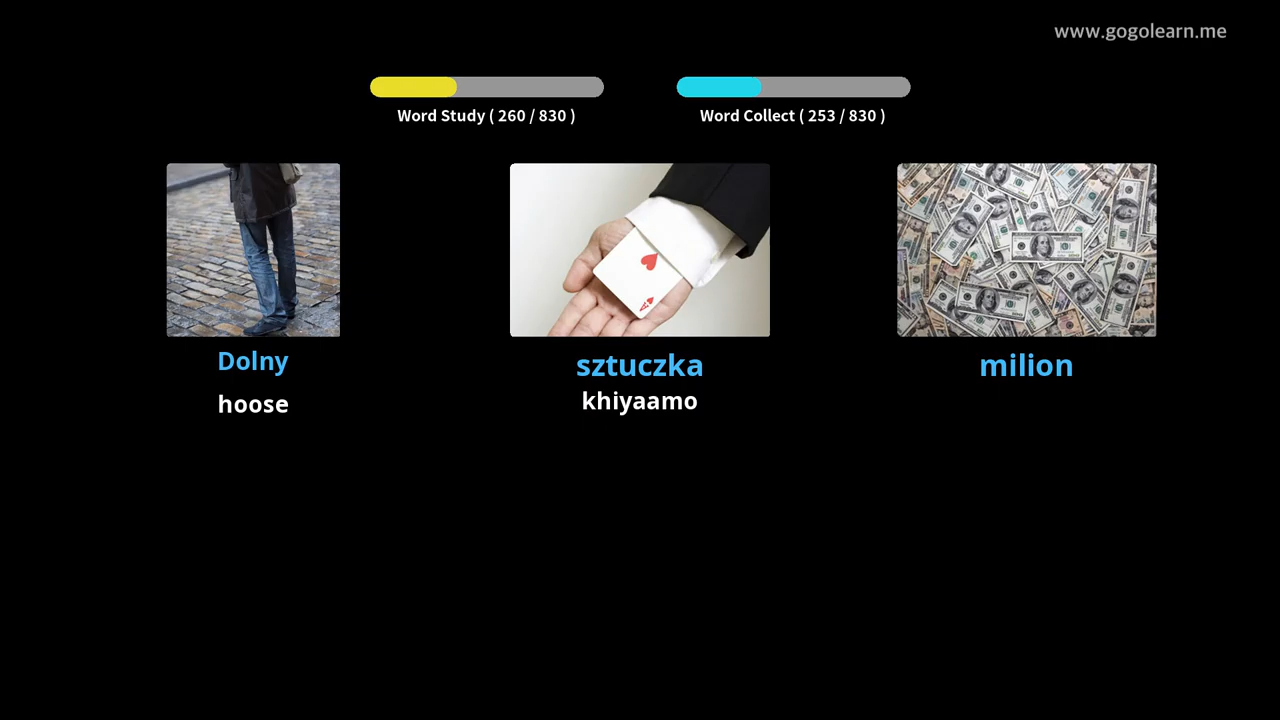 www.gogolearn.me
Word Study ( 260 / 830 )
Word Collect ( 253 / 830 )
Dolny
hoose
sztuczka
khiyaamo
milion